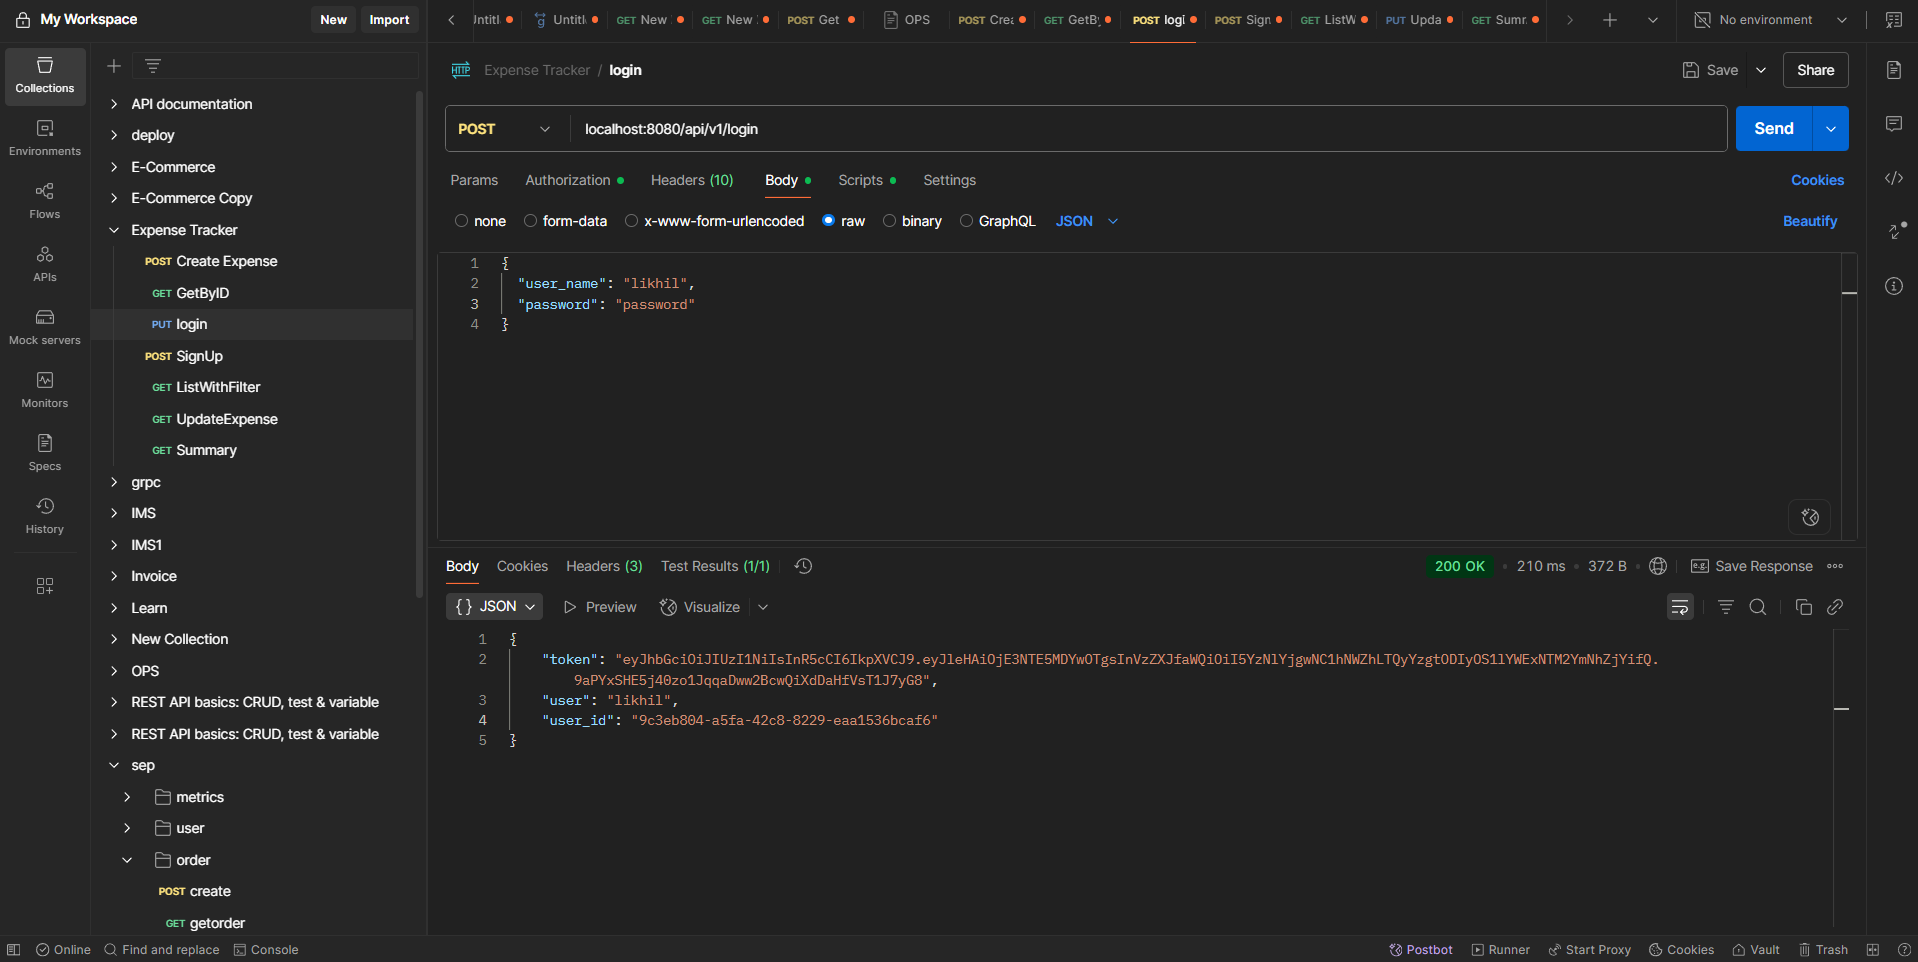 My Workspace
New
Import
Untitl
Untitl
GET New
GET New
POST Get
OPS
POST Crea
GET GetBy
POST logi
POST Sign
GET ListW
PUT Upda
GET Sumr
No environment
Collections
Environments
Flows
APIs
Mock servers
Monitors
Specs
History
API documentation
deploy
E-Commerce
E-Commerce Copy
Expense Tracker
POST Create Expense
GET GetByID
PUT login
POST SignUp
GET ListWithFilter
GET UpdateExpense
GET Summary
grpc
IMS
IMS1
Invoice
Learn
New Collection
OPS
REST API basics: CRUD, test & variable
REST API basics: CRUD, test & variable
sep
metrics
user
order
POST create
GET getorder
HTTP Expense Tracker / login
Save
Share
POST localhost:8080/api/v1/login
Send
Params Authorization Headers (10) Body Scripts Settings
Cookies
none form-data x-www-form-urlencoded raw binary GraphQL JSON
Beautify
1 {
2 "user_name": "likhil",
3 "password": "password"
4 }
Body Cookies Headers (3) Test Results (1/1)
200 OK • 210 ms • 372 B
e.g. Save Response
{} JSON Preview Visualize
1 {
2 "token": "eyJhbGciOiJIUzI1NiIsInR5cCI6IkpXVCJ9.eyJleHAiOjE3NTE5MDYwOTgsInVzZXJfaWQiOiI5YzNlYjgwNC1hNWZhLTQyYzgtODIyOS1lYWExNTM2YmNhZjYifQ.
9aPYxSHE5j40zo1JqqaDww2BcwQiXdDaHfVsT1J7yG8",
3 "user": "likhil",
4 "user_id": "9c3eb804-a5fa-42c8-8229-eaa1536bcaf6"
5 }
Online
Find and replace
Console
Postbot
Runner
Start Proxy
Cookies
Vault
Trash